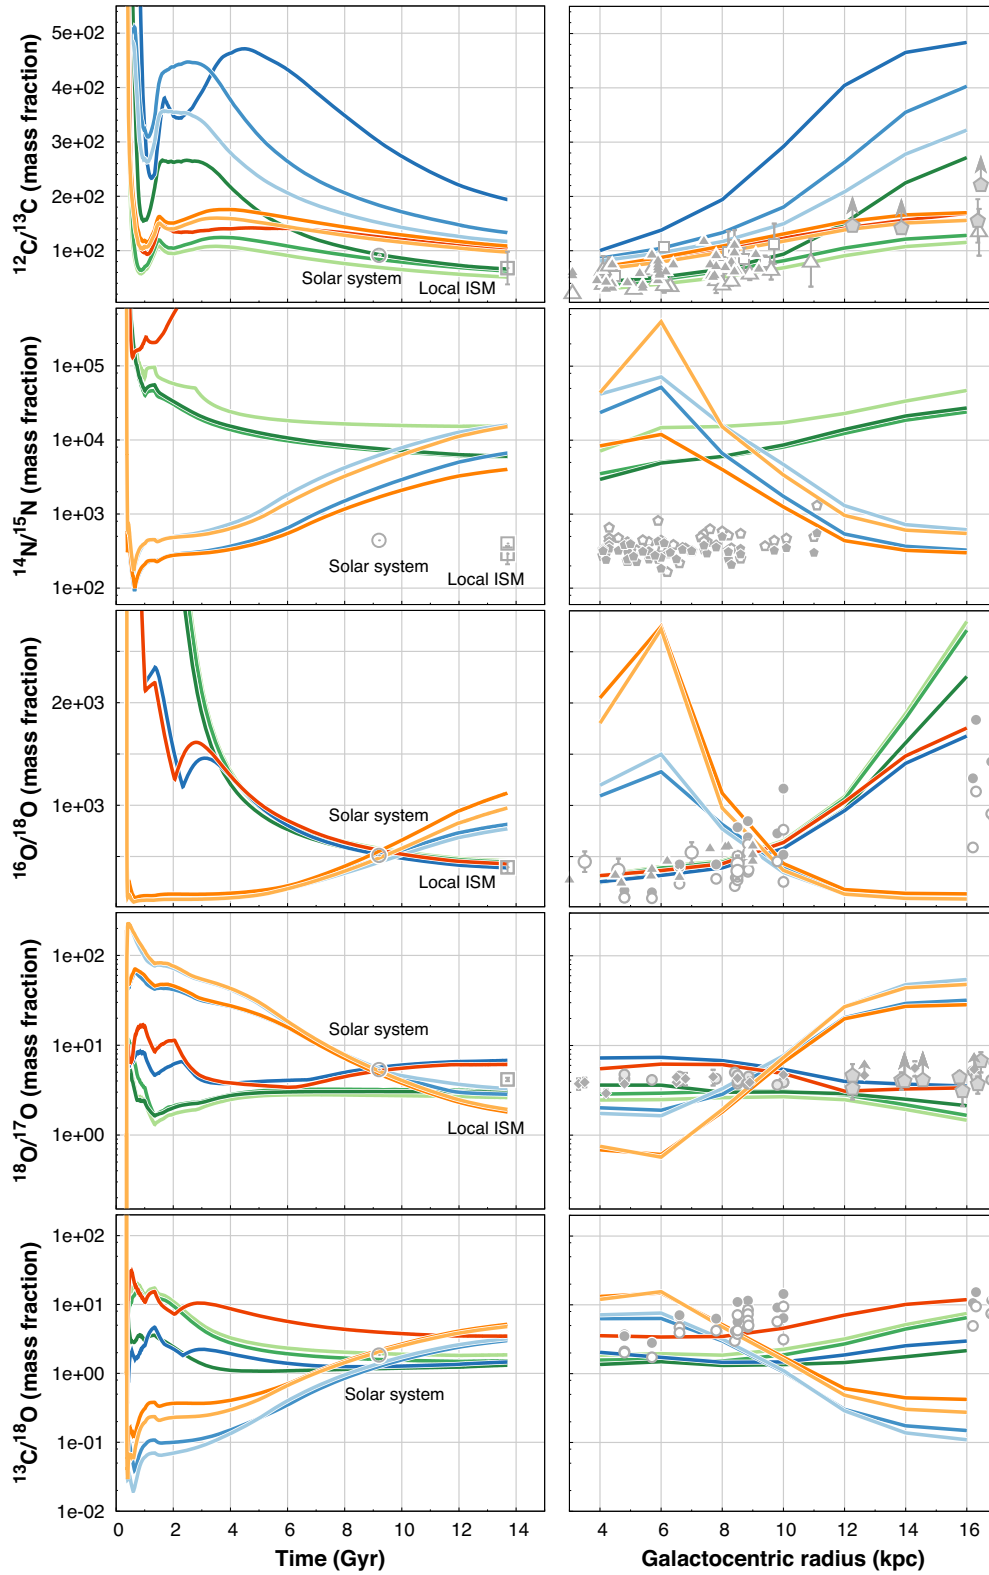 ¹²C/¹³C (mass fraction)
5e+02
4e+02
3e+02
2e+02
1e+02
Solar system
Local ISM
¹⁴N/¹⁵N (mass fraction)
1e+05
1e+04
1e+03
1e+02
Solar system
Local ISM
¹⁶O/¹⁸O (mass fraction)
2e+03
1e+03
Solar system
Local ISM
¹⁸O/¹⁷O (mass fraction)
1e+02
1e+01
1e+00
Solar system
Local ISM
¹³C/¹⁸O (mass fraction)
1e+02
1e+01
1e+00
1e-01
1e-02
Solar system
0 2 4 6 8 10 12 14
Time (Gyr)
4 6 8 10 12 14 16
Galactocentric radius (kpc)